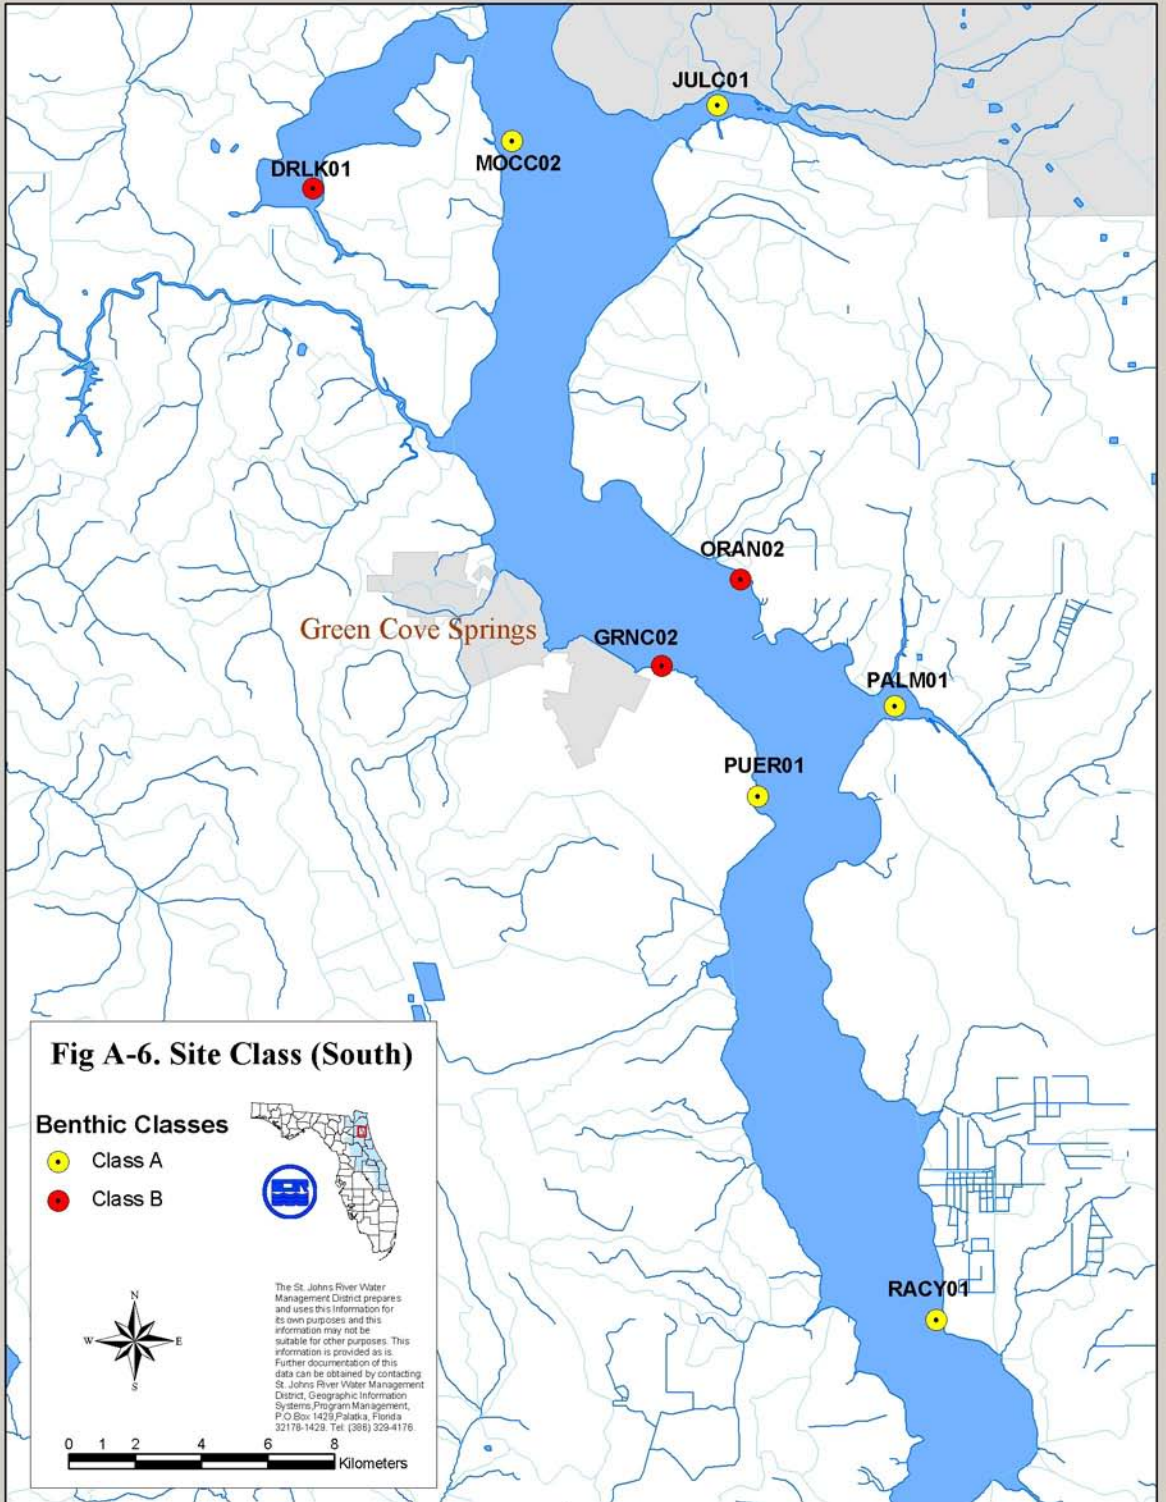 JULC01
MOCC02
DRLK01
ORAN02
Green Cove Springs
GRNC02
PALM01
PUER01
RACY01
Fig A-6. Site Class (South)
Benthic Classes
Class A
Class B
N
W E
S
The St. Johns River Water
Management District prepares
and uses this information for
its own purposes and this
information may not be
suitable for other purposes. This
information is provided as is.
Further documentation of this
data can be obtained by contacting:
St. Johns River Water Management
District, Geographic Information
Systems,Program Management,
P.O.Box 1429,Palatka, Florida
32178-1429. Tel: (386) 329-4176.
0 1 2 4 6 8
Kilometers